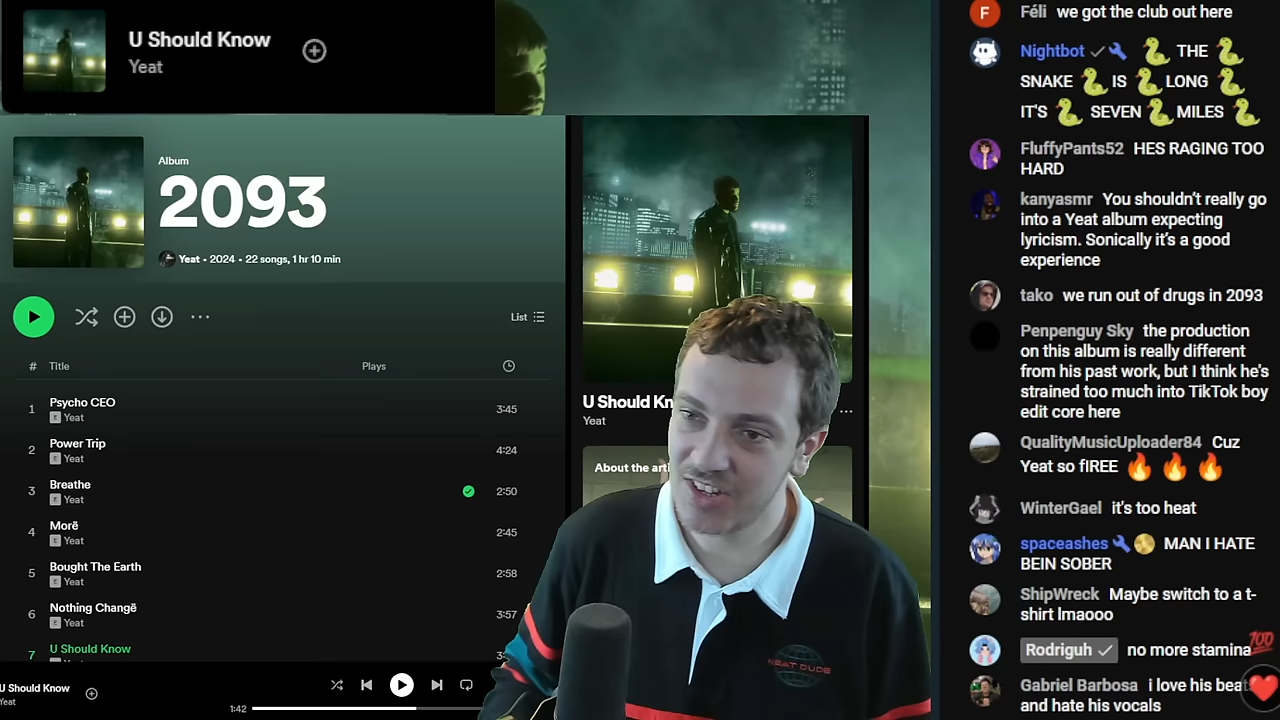 U Should Know
Yeat
Album
2093
Yeat • 2024 • 22 songs, 1 hr 10 min
List
# Title Plays
1 Psycho CEO 3:45
E Yeat
2 Power Trip 4:24
E Yeat
3 Breathe 2:50
E Yeat
4 Morë 2:45
E Yeat
5 Bought The Earth 2:58
E Yeat
6 Nothing Changë 3:57
E Yeat
7 U Should Know
U Should Know
Yeat
1:42
U Should Kn
Yeat
About the arti
NEAT DUDE
F
Féli we got the club out here
Nightbot 🐍 THE 🐍
SNAKE 🐍 IS 🐍 LONG 🐍
IT'S 🐍 SEVEN 🐍 MILES 🐍
FluffyPants52 HES RAGING TOO
HARD
kanyasmr You shouldn’t really go
into a Yeat album expecting
lyricism. Sonically it’s a good
experience
tako we run out of drugs in 2093
Penpenguy Sky the production
on this album is really different
from his past work, but I think he's
strained too much into TikTok boy
edit core here
QualityMusicUploader84 Cuz
Yeat so fIREE 🔥 🔥 🔥
WinterGael it's too heat
spaceashes MAN I HATE
BEIN SOBER
ShipWreck Maybe switch to a t-
shirt lmaooo
Rodriguh no more stamina
100
Gabriel Barbosa i love his beat
and hate his vocals